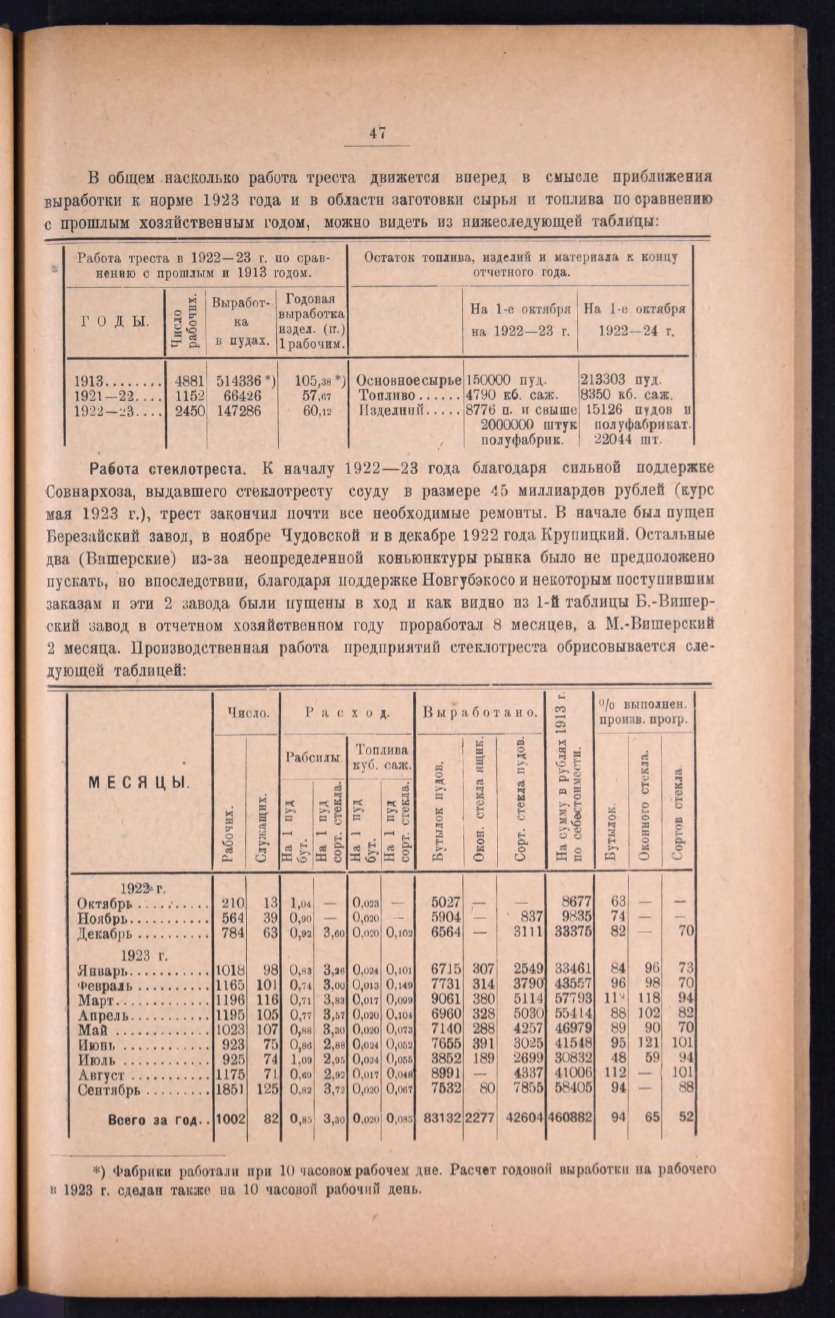 47
В общем насколько работа треста движется вперед в смысле приближения
выработки к норме 1923 года и в области заготовки сырья и топлива по сравнению
с прошлым хозяйственным годом, можно видеть из нижеследующей таблицы:
Работа треста в 1922—23 г. по срав-
нению с прошлым и 1913 годом.
Остаток топлива, изделий и материала к концу
отчетного года.
ГОДЫ.
Число рабочих.
Выработ-
ка
в пудах.
Годовая
выработка
издел. (п.)
1 рабочим.
На 1-е октября
на 1922—23 г.
На 1-е октября
1922—24 г.
1913........ 4881 514336*) 105,38*) Основное сырье 150000 пуд. 213303 пуд.
1921—22.... 1152 66426 57,67 Топливо...... 4790 кб. саж. 8350 кб. саж.
1922—23.... 2450 147286 60,12 Изделий..... 8776 п. и свыше 15126 пудов и
2000000 штук полуфабрикат.
полуфабрик. 22044 шт.
Работа стеклотреста. К началу 1922—23 года благодаря сильной поддержке
Совнархоза, выдавшего стеклотресту ссуду в размере 45 миллиардов рублей (курс
мая 1923 г.), трест закончил почти все необходимые ремонты. В начале был пущен
Березайский завод, в ноябре Чудовской и в декабре 1922 года Крупицкий. Остальные
два (Вишерские) из-за неопределенной коньюнктуры рынка было не предположено
пускать, но впоследствии, благодаря поддержке Новгубэкосо и некоторым поступившим
заказам и эти 2 завода были пущены в ход и как видно из 1-й таблицы Б.-Вишер-
ский завод в отчетном хозяйственном году проработал 8 месяцев, а М.-Вишерский
2 месяца. Производственная работа предприятий стеклотреста обрисовывается сле-
дующей таблицей:
МЕСЯЦЫ.
Число.
Расход.
Выработано.
На сумму в рублях 1913 г. по себестоимости.
% выполнен.
произв. прогр.
Рабсилы
Топлива
куб. саж.
Рабочих.
Служащих.
На 1 пуд бут.
На 1 пуд сорт. стекла.
На 1 пуд бут.
На 1 пуд сорт. стекла.
Бутылок пудов.
Окон. стекла ящик.
Сорт. стекла пудов.
Бутылок.
Оконного стекла.
Сортов стекла.
1922 г.
Октябрь.......... 210 13 1,04 — 0,023 — 5027 — — 8677 63 — —
Ноябрь........... 564 39 0,90 — 0,020 — 5904 — 837 9835 74 — —
Декабрь.......... 784 63 0,92 3,60 0,020 0,102 6564 — 3111 33375 82 — 70
1923 г.
Январь........... 1018 98 0,83 3,26 0,024 0,101 6715 307 2549 33461 84 96 73
Февраль.......... 1165 101 0,74 3,00 0,013 0,149 7731 314 3790 43557 96 98 70
Март............. 1196 116 0,71 3,83 0,017 0,099 9061 380 5114 57793 118 94
Апрель........... 1195 105 0,77 3,57 0,020 0,104 6960 328 5030 55414 88 102 82
Май ............. 1023 107 0,88 3,30 0,020 0,073 7140 288 4257 46979 89 90 70
Июнь ............ 923 75 0,86 2,88 0,024 0,052 7655 391 3025 41548 95 121 101
Июль ............ 925 74 1,09 2,95 0,024 0,055 3852 189 2699 30832 48 59 94
Август .......... 1175 71 0,69 2,92 0,017 0,048 8991 — 4337 41006 112 — 101
Сентябрь ........ 1851 125 0,82 3,72 0,020 0,067 7532 80 7855 58405 94 — 88
Всего за год.. 1002 82 0,85 3,30 0,020 0,085 83132 2277 42604 460882 94 65 52
*) Фабрики работали при 10 часовом рабочем дне. Расчет годовой выработки на рабочего
в 1923 г. сделан также на 10 часовой рабочий день.